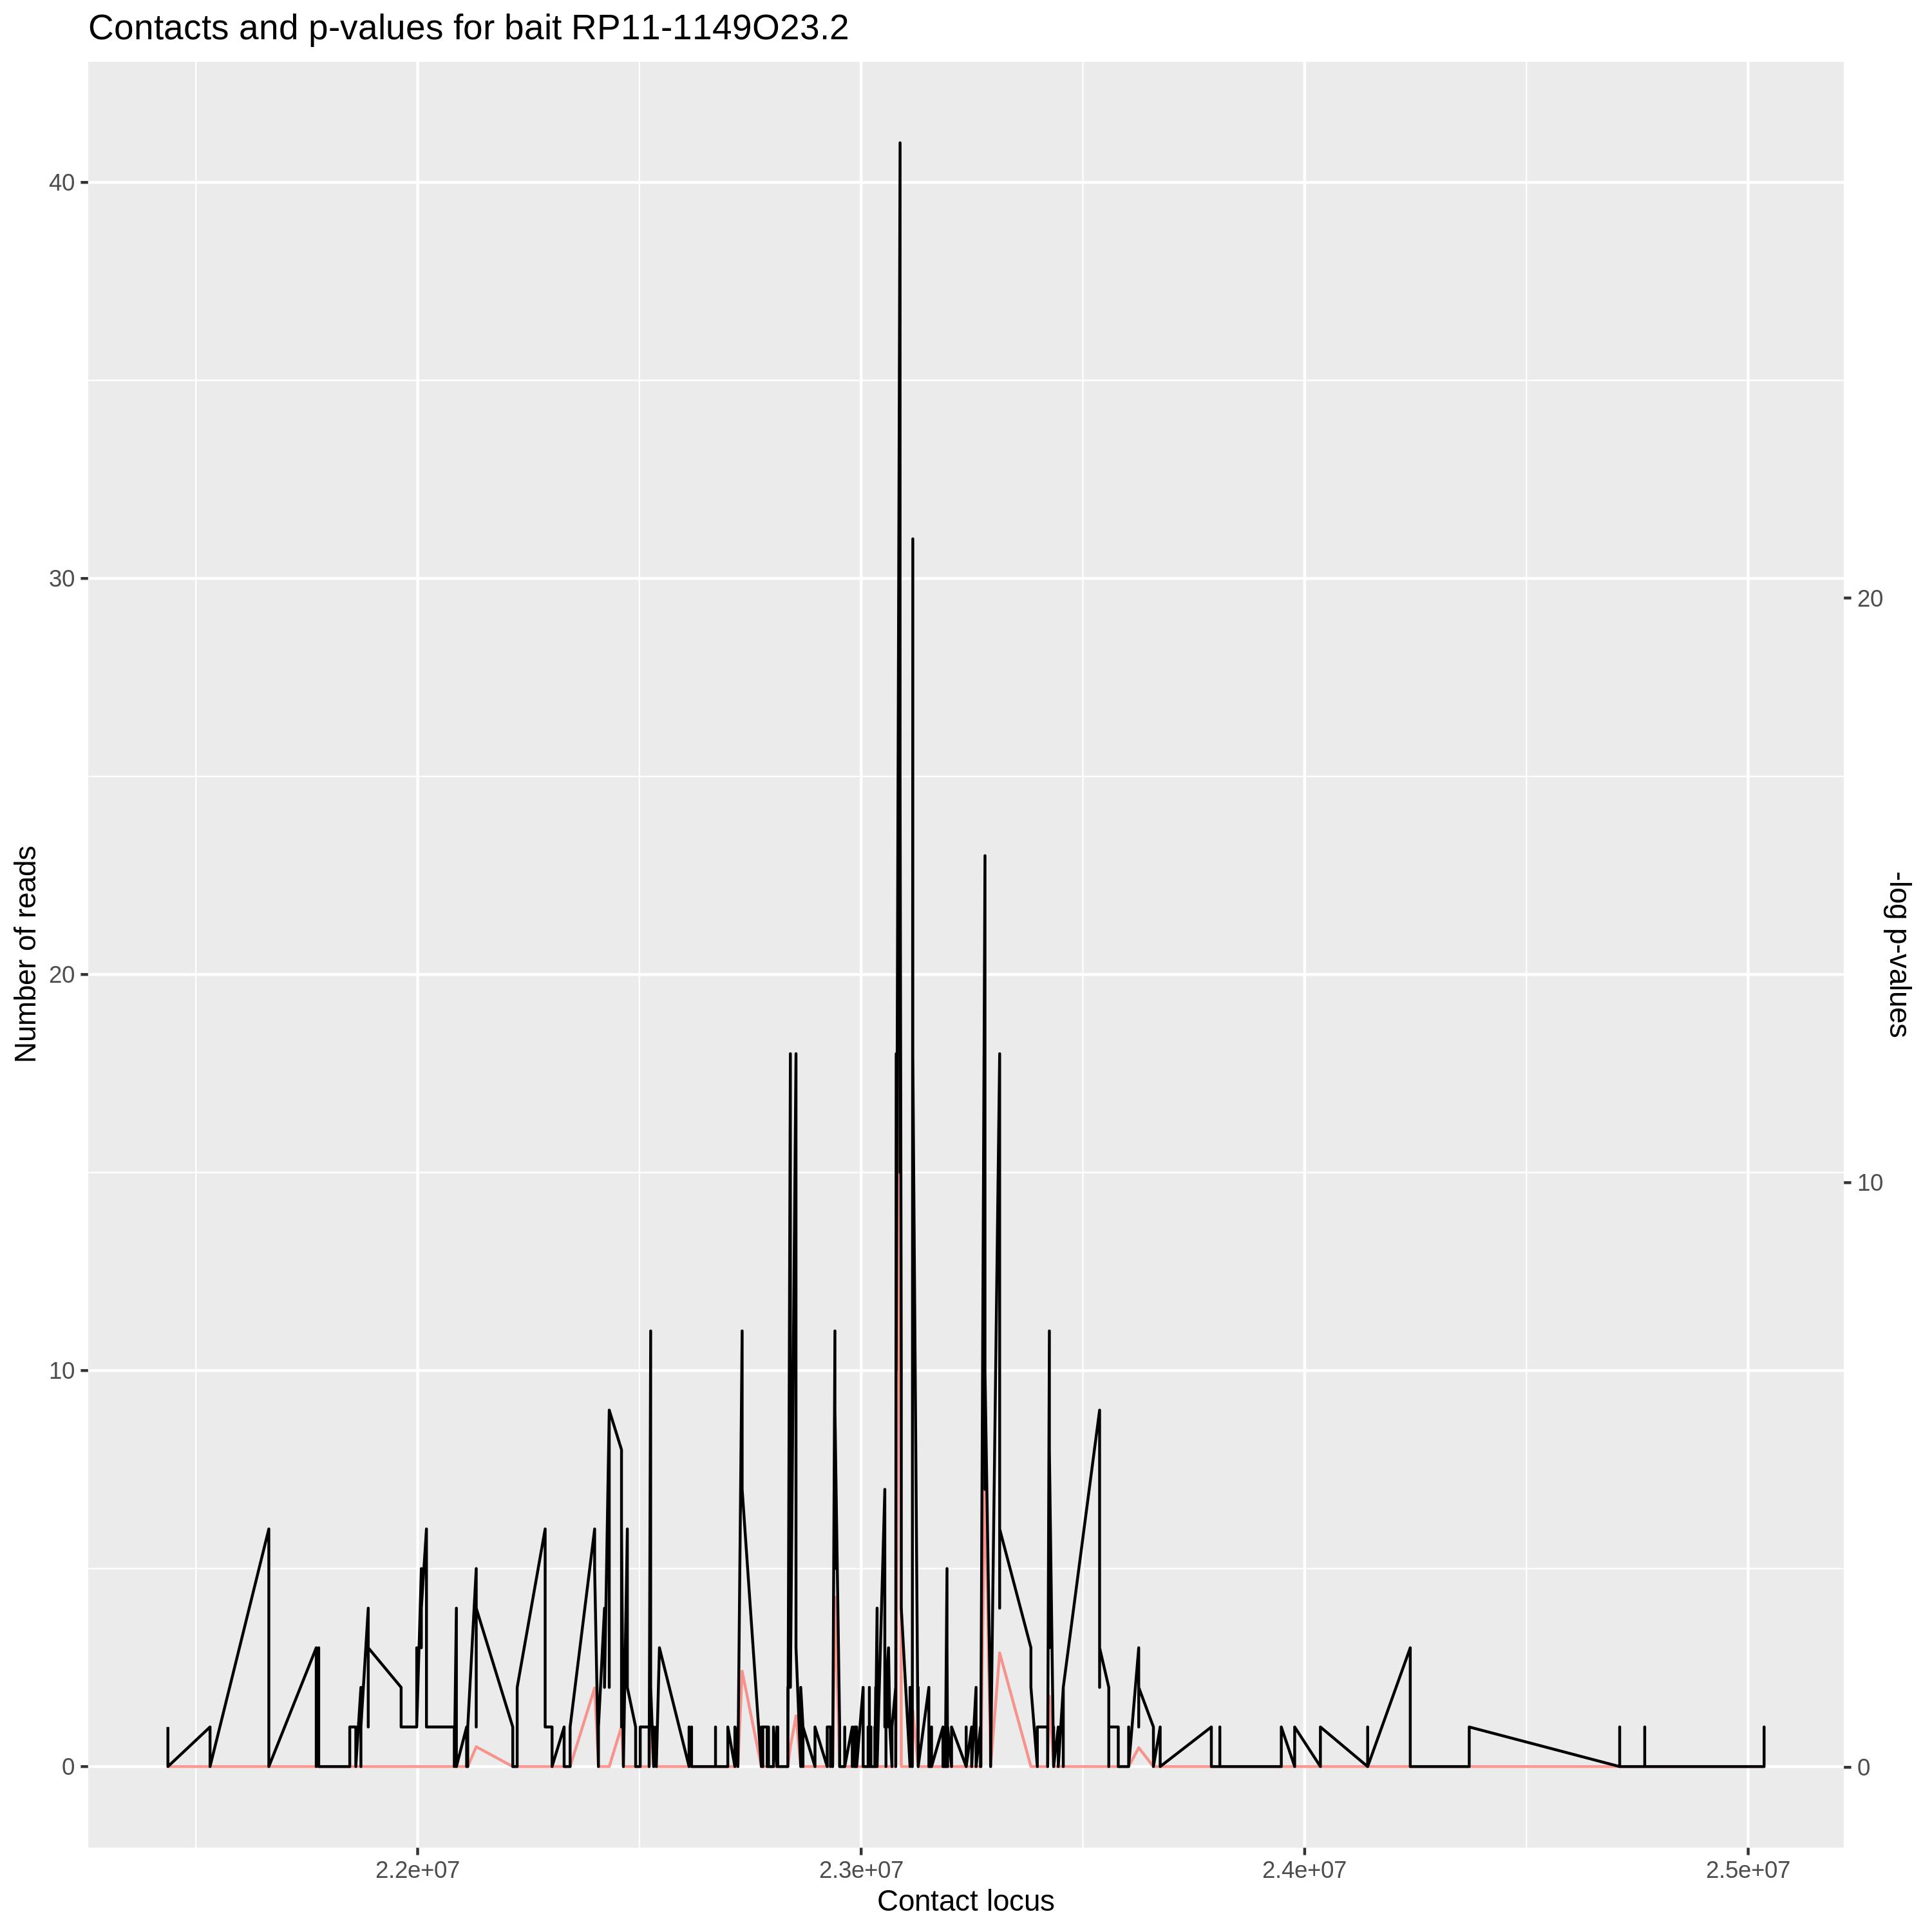 Contacts and p-values for bait RP11-1149O23.2
40
30
20
10
0
Number of reads
20
10
0
-log p-values
2.2e+07
2.3e+07
2.4e+07
2.5e+07
Contact locus